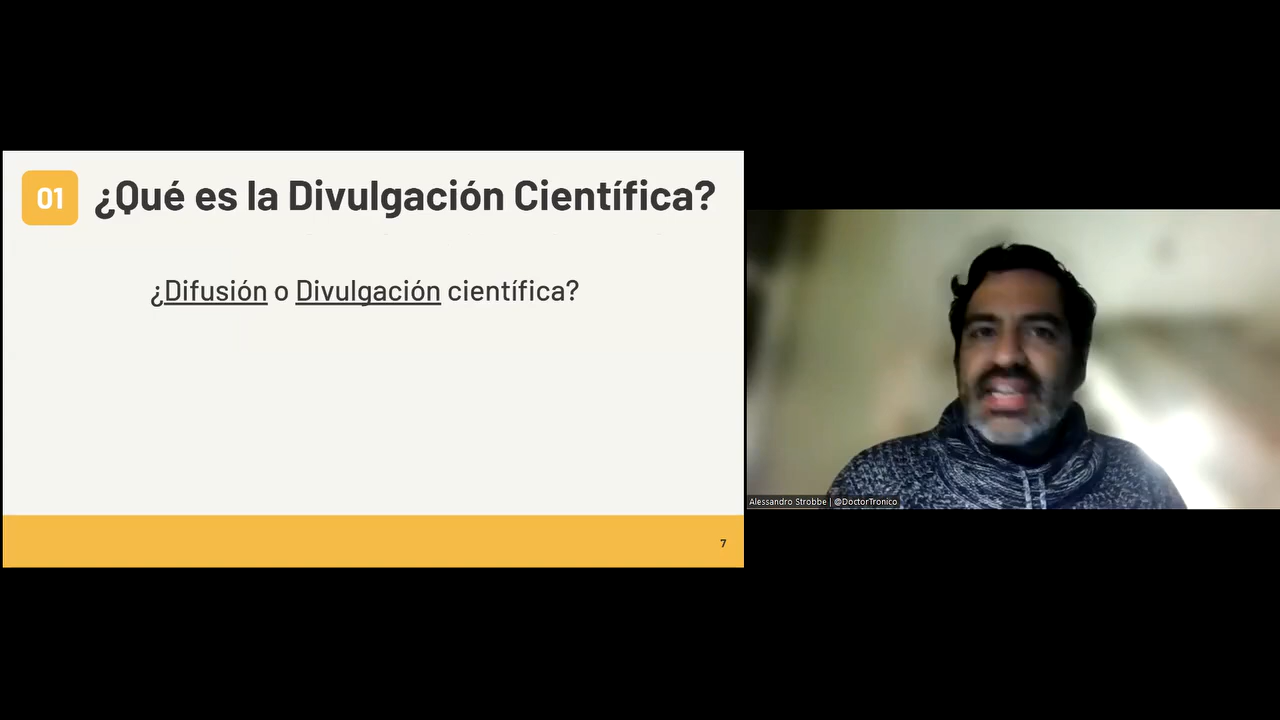 01
¿Qué es la Divulgación Científica?
¿Difusión o Divulgación científica?
7
Alessandro Strobbe | @DoctorTronico